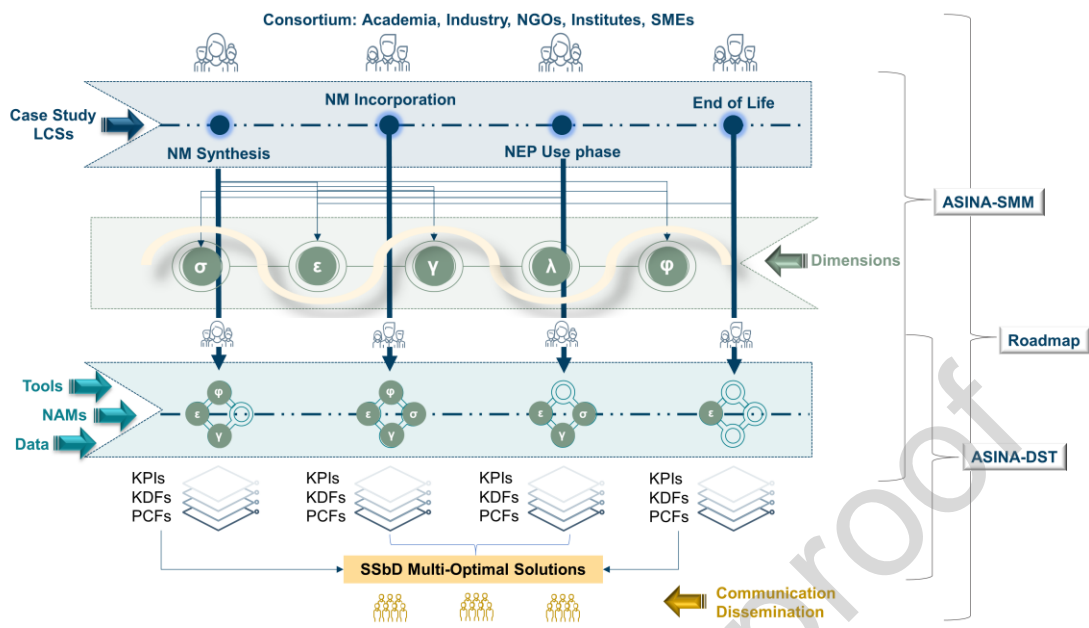 Consortium: Academia, Industry, NGOs, Institutes, SMEs
Case Study
LCSs
NM Synthesis
NM Incorporation
NEP Use phase
End of Life
σ
ε
γ
λ
φ
Dimensions
ASINA-SMM
Roadmap
ASINA-DST
Tools
NAMs
Data
φ
ε
γ
φ
ε
σ
γ
ε
σ
γ
ε
KPIs
KDFs
PCFs
KPIs
KDFs
PCFs
KPIs
KDFs
PCFs
KPIs
KDFs
PCFs
SSbD Multi-Optimal Solutions
Communication
Dissemination
proof